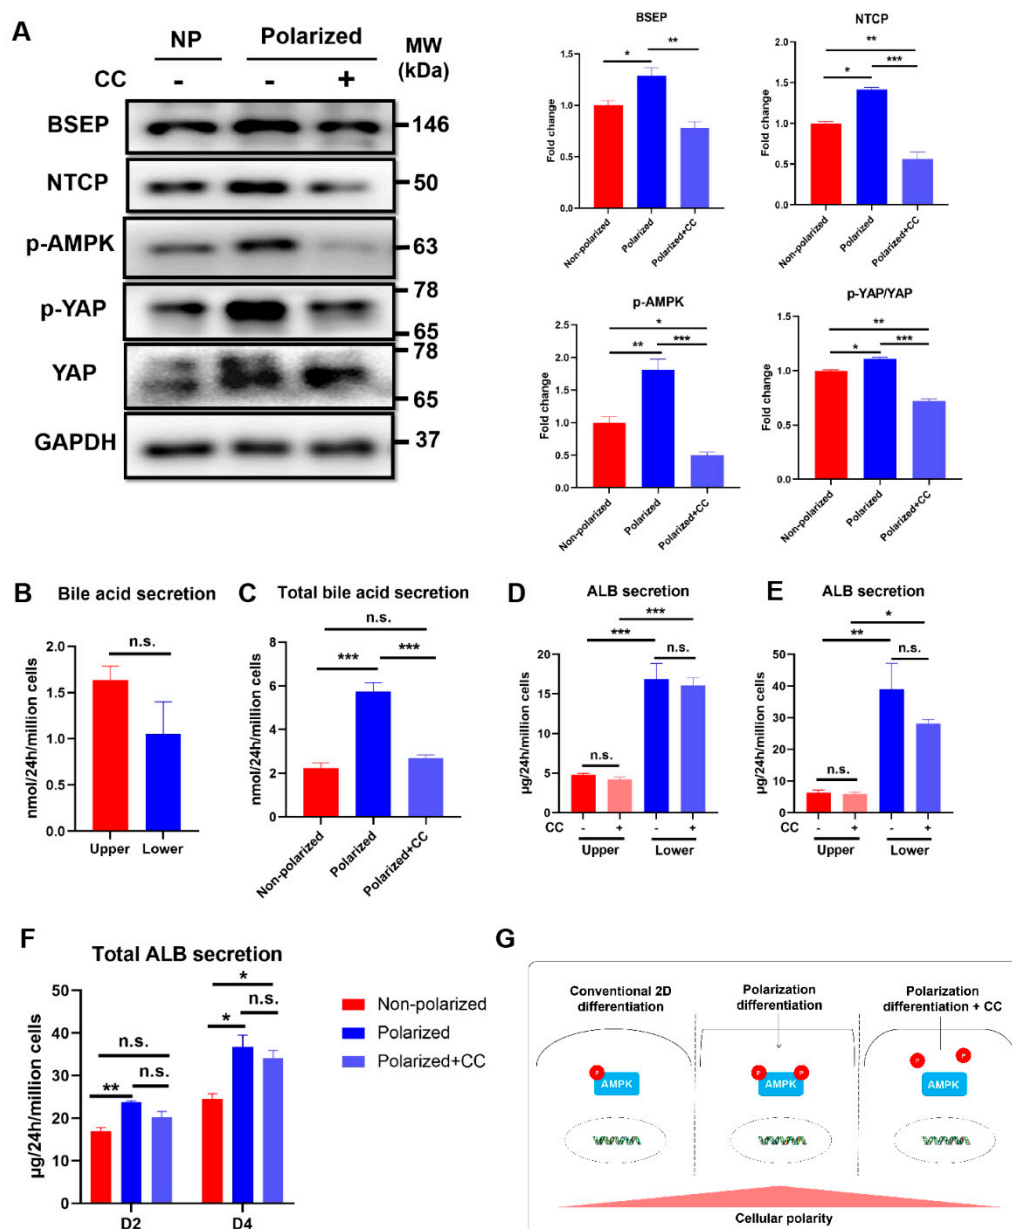 A
NP Polarized MW
(kDa)
CC - - +
BSEP 146
NTCP 50
p-AMPK 63
p-YAP 78
65
YAP 78
65
GAPDH 37
BSEP
Fold change
1.5
1.0
0.5
0.0
* **
Non-polarized Polarized Polarized+CC
NTCP
Fold change
2.0
1.5
1.0
0.5
0.0
**
* ***
Non-polarized Polarized Polarized+CC
p-AMPK
Fold change
2.5
2.0
1.5
1.0
0.5
0.0
*
** ***
Non-polarized Polarized Polarized+CC
p-YAP/YAP
Fold change
1.5
1.0
0.5
0.0
**
* ***
Non-polarized Polarized Polarized+CC
B
Bile acid secretion
nmol/24h/million cells
2.0
1.5
1.0
0.5
0.0
n.s.
Upper Lower
C
Total bile acid secretion
nmol/24h/million cells
8
6
4
2
0
n.s.
*** ***
Non-polarized Polarized Polarized+CC
D
ALB secretion
µg/24h/million cells
20
15
10
5
0
***
***
n.s.
n.s.
CC - + - +
Upper Lower
E
ALB secretion
µg/24h/million cells
50
40
30
20
10
0
*
**
n.s.
n.s.
CC - + - +
Upper Lower
F
Total ALB secretion
µg/24h/million cells
50
40
30
20
10
0
n.s.
** n.s.
*
* n.s.
D2 D4
Non-polarized
Polarized
Polarized+CC
G
Conventional 2D
differentiation
Polarization
differentiation
Polarization
differentiation + CC
P P P P P
AMPK AMPK AMPK
Cellular polarity